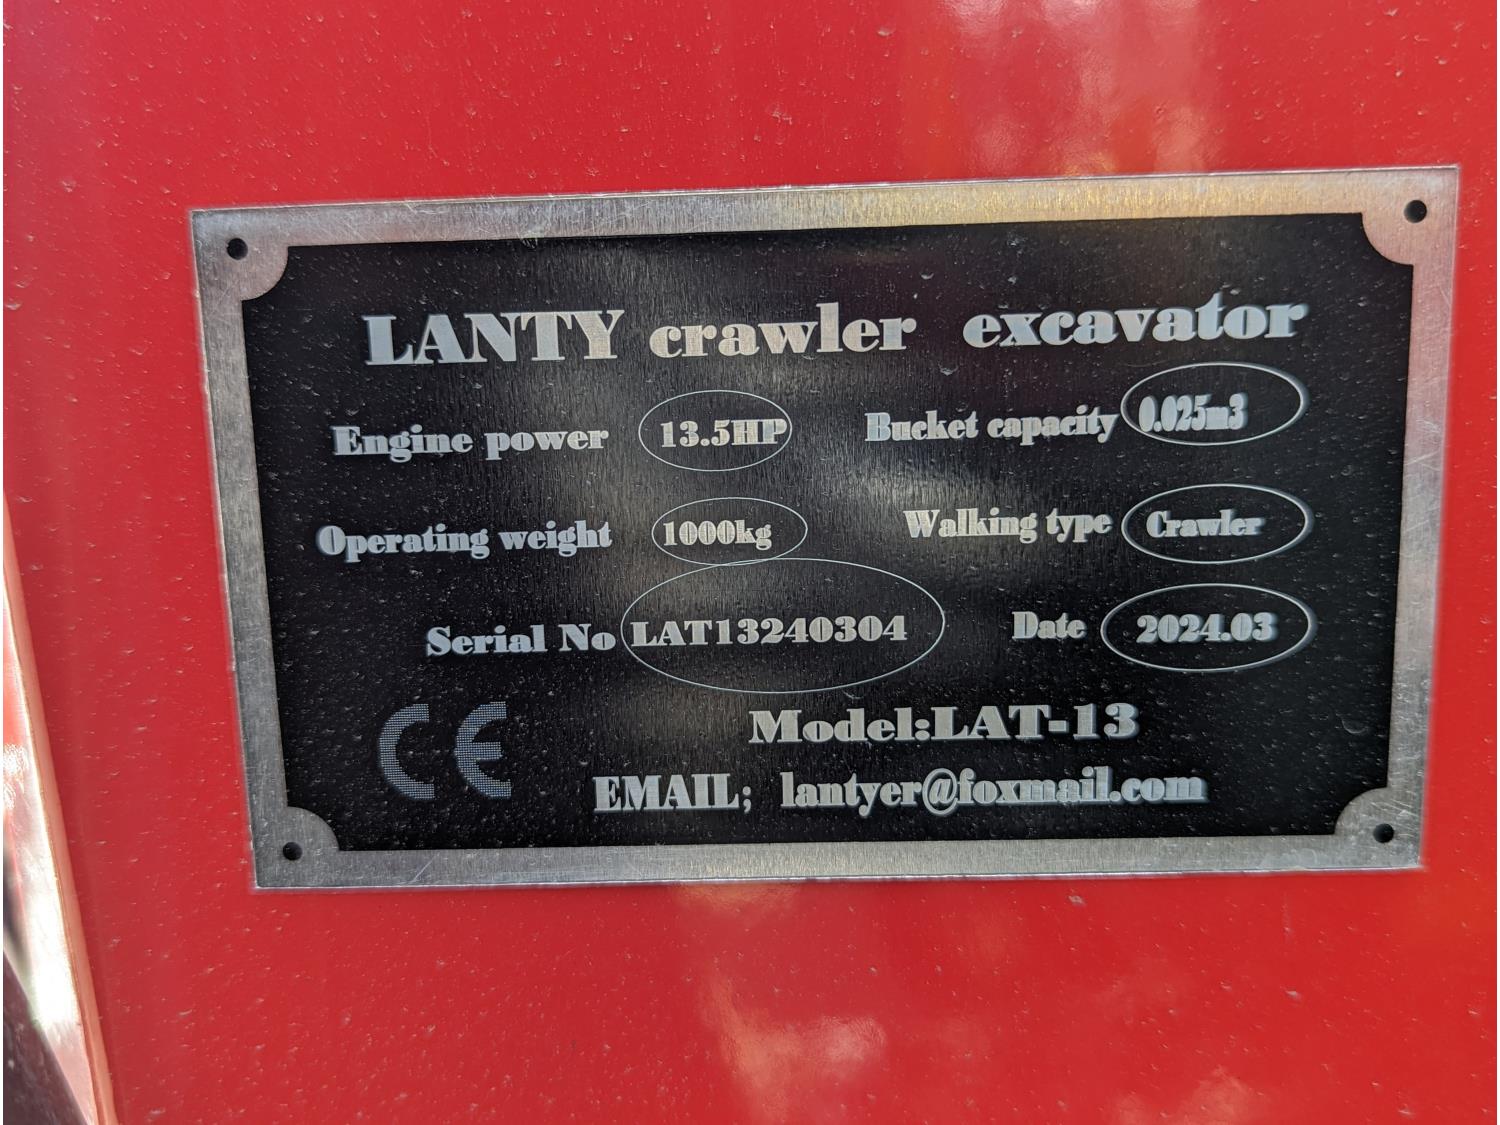 LANTY crawler excavator
Engine power 13.5HP Bucket capacity 0.025m3
Operating weight 1000kg Walking type Crawler
Serial No LAT13240304 Date 2024.03
CE
Model:LAT-13
EMAIL; lantyer@foxmail.com